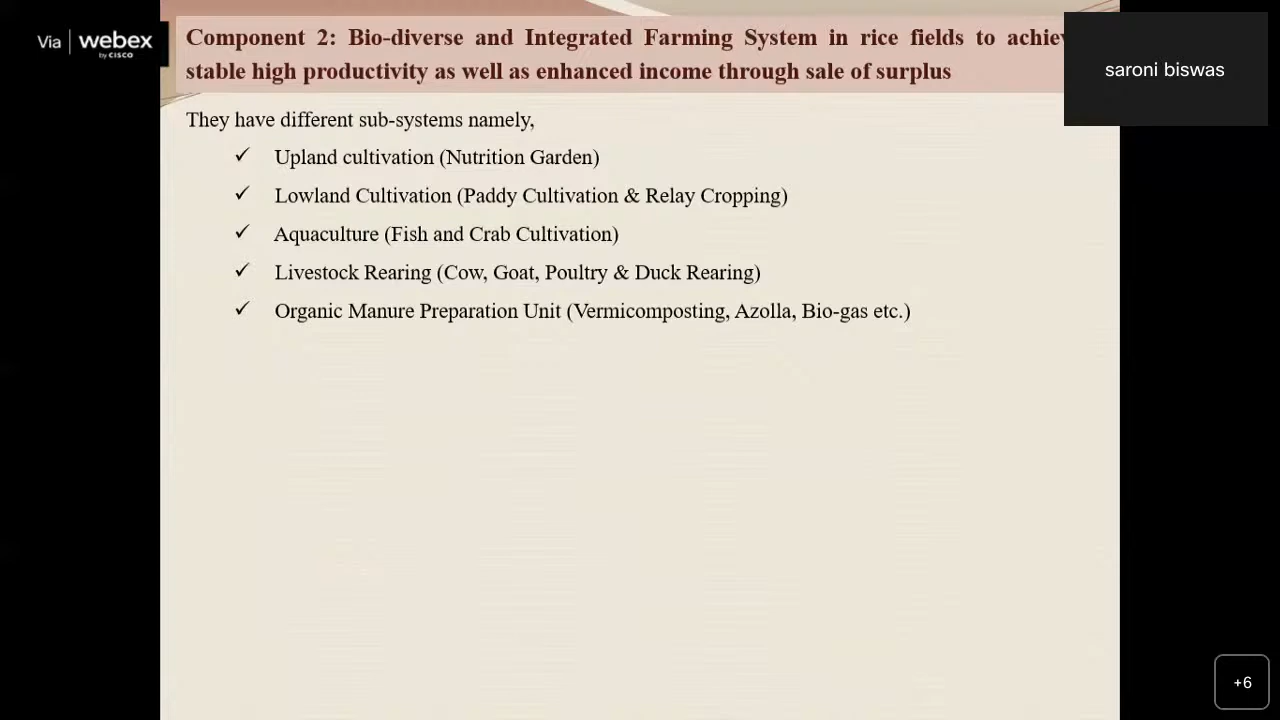 Via webex
by CISCO
Component 2: Bio-diverse and Integrated Farming System in rice fields to
stable high productivity as well as enhanced income through sale of surplus
saroni biswas
They have different sub-systems namely,
✓ Upland cultivation (Nutrition Garden)
✓ Lowland Cultivation (Paddy Cultivation & Relay Cropping)
✓ Aquaculture (Fish and Crab Cultivation)
✓ Livestock Rearing (Cow, Goat, Poultry & Duck Rearing)
✓ Organic Manure Preparation Unit (Vermicomposting, Azolla, Bio-gas etc.)
+6